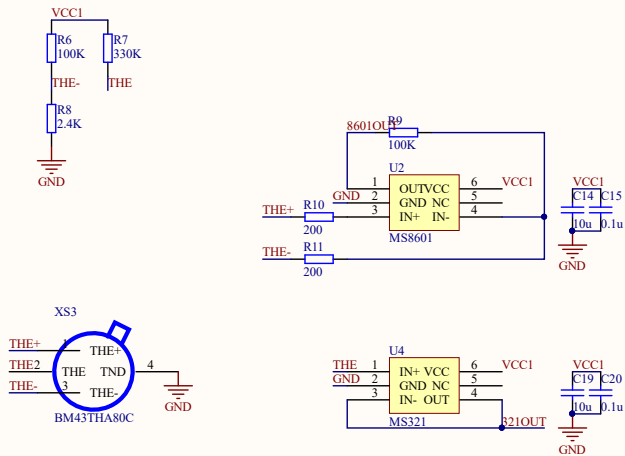 VCC1
R6 R7
100K 330K
THE- THE
R8
2.4K
GND
8601OUT R9
100K
U2
1 OUT VCC 6 VCC1
GND 2 GND NC 5
THE+ R10 3 IN+ IN- 4
200
MS8601
THE- R11
200
VCC1
C14 C15
10u 0.1u
GND
XS3
THE+ 1 THE+
THE 2 THE TND 4
THE- 3 THE-
GND
BM43THA80C
U4
THE 1 IN+ VCC 6 VCC1
GND 2 GND NC 5
3 IN- OUT 4
MS321 321OUT
VCC1
C19 C20
10u 0.1u
GND